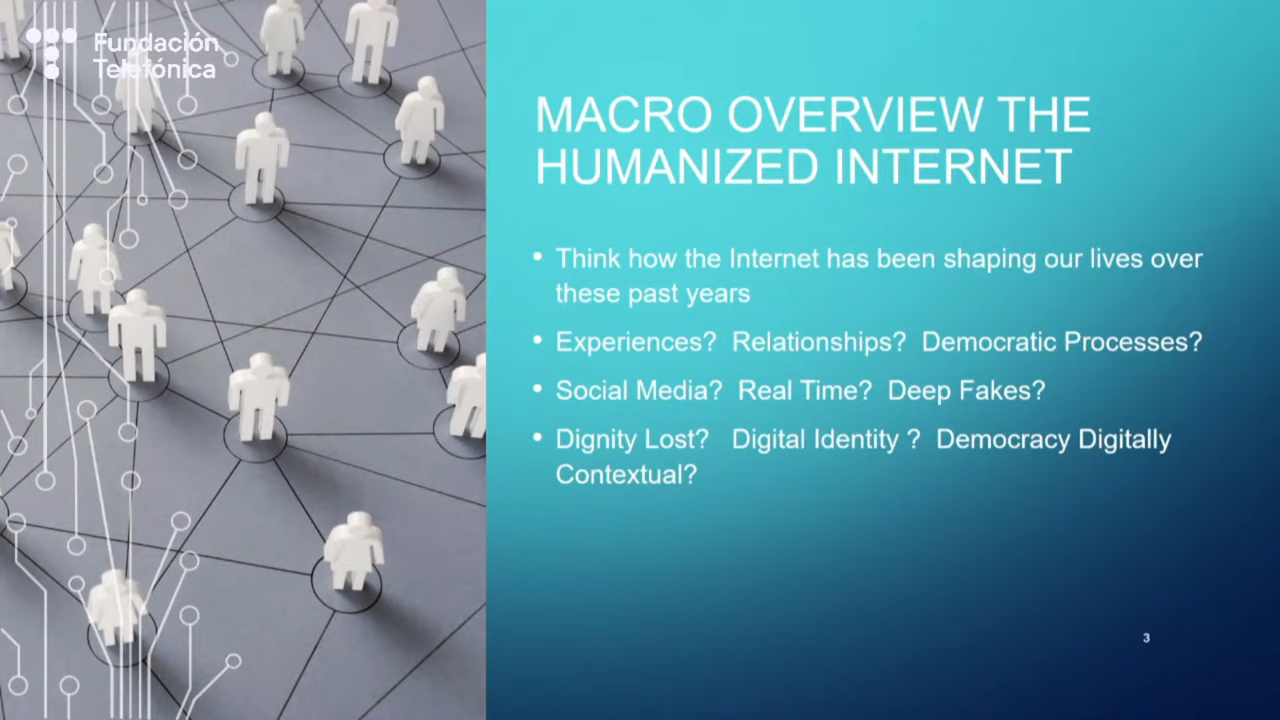 Fundación
Telefónica
MACRO OVERVIEW THE
HUMANIZED INTERNET
• Think how the Internet has been shaping our lives over
these past years
• Experiences?  Relationships?  Democratic Processes?
• Social Media?  Real Time?  Deep Fakes?
• Dignity Lost?   Digital Identity ?  Democracy Digitally
Contextual?
3